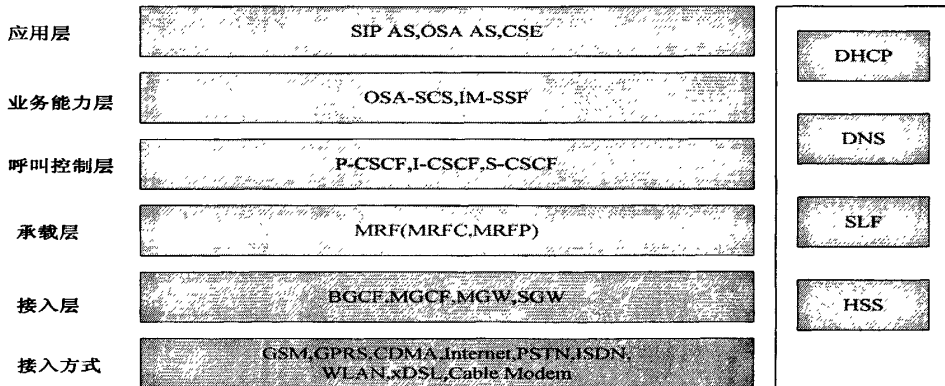 应用层
SIP AS,OSA AS,CSE
业务能力层
OSA-SCS,IM-SSF
呼叫控制层
P-CSCF,I-CSCF,S-CSCF
承载层
MRF(MRFC,MRFP)
接入层
BGCF,MGCF,MGW,SGW
接入方式
GSM,GPRS,CDMA,Internet,PSTN,ISDN,
WLAN,xDSL,Cable Modem
DHCP
DNS
SLF
HSS